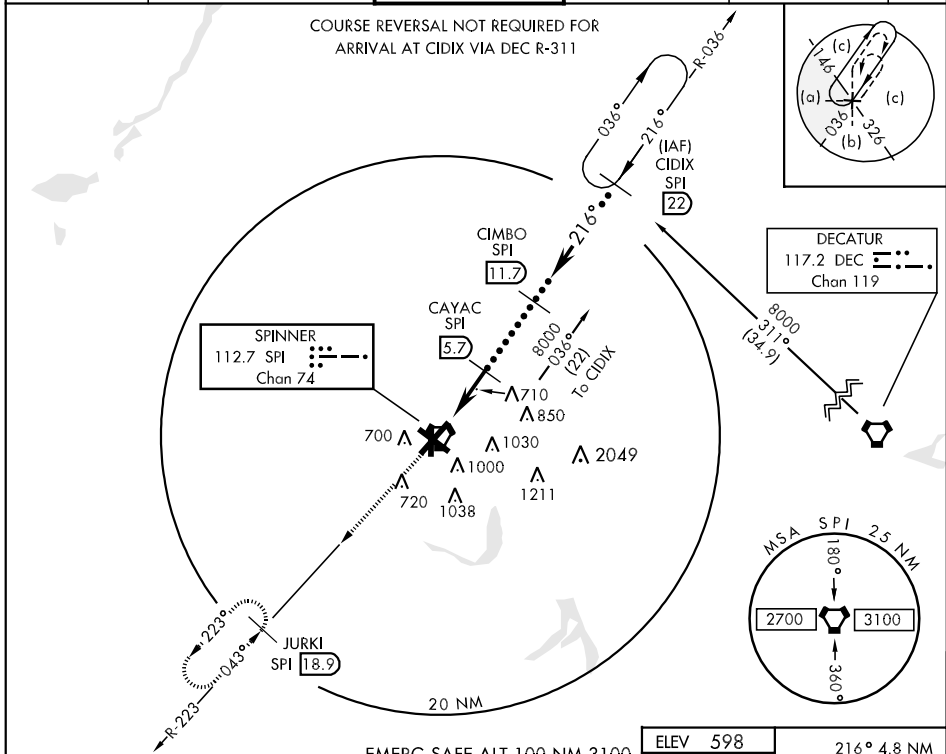 COURSE REVERSAL NOT REQUIRED FOR
ARRIVAL AT CIDIX VIA DEC R-311
R-036
036°
216°
(IAF)
CIDIX
SPI
22
216°
(c)
146
(a)
(c)
036
(b)
326
CIMBO
SPI
11.7
CAYAC
SPI
5.7
8000
036°
(22)
To CIDIX
DECATUR
117.2 DEC
Chan 119
8000
311°
(34.9)
SPINNER
112.7 SPI
Chan 74
710
850
700
1030
2049
1000
1211
720
1038
223°
043°
JURKI
SPI 18.9
R-223
20 NM
MSA SPI 25 NM
180°
2700
3100
360°
EMERG SAFE ALT 100 NM 3100
ELEV 598
216° 4.8 NM